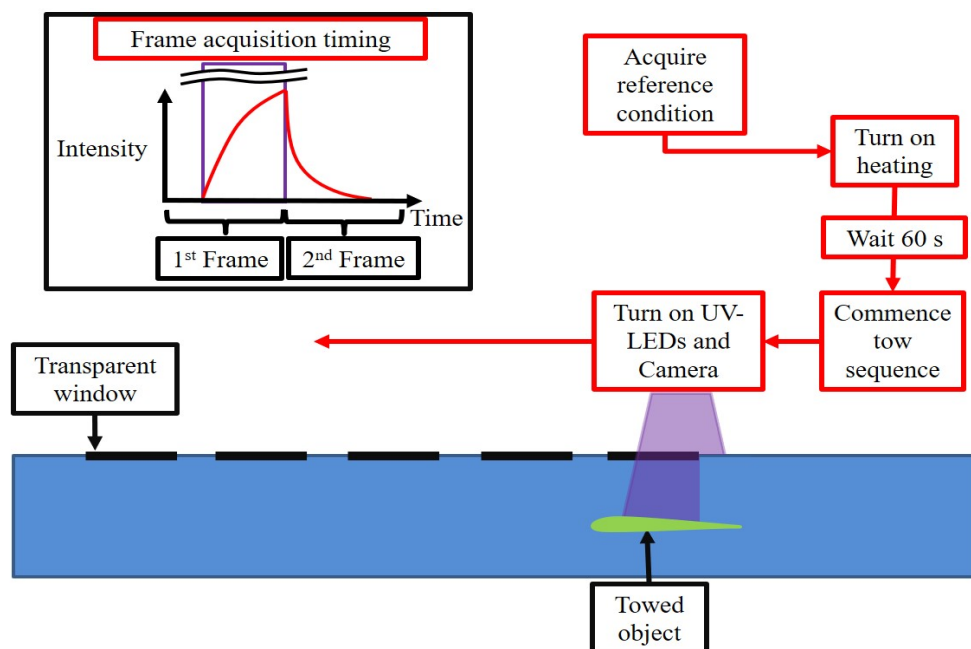 Frame acquisition timing
Intensity
Time
1st Frame
2nd Frame
Acquire
reference
condition
Turn on
heating
Wait 60 s
Commence
tow
sequence
Turn on UV-
LEDs and
Camera
Transparent
window
Towed
object